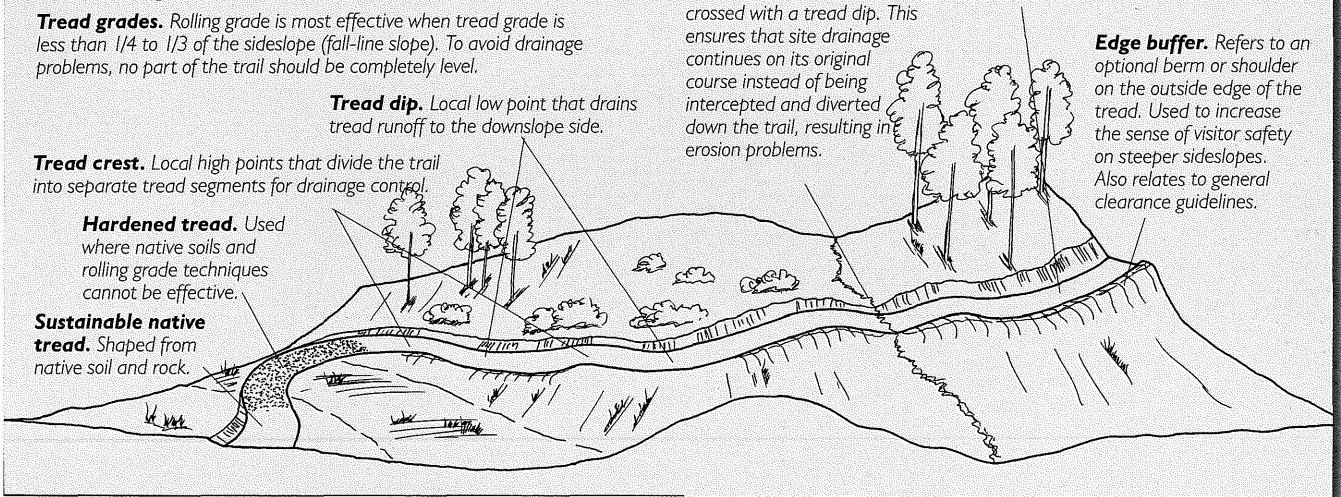 Tread grades. Rolling grade is most effective when tread grade is
less than 1/4 to 1/3 of the sideslope (fall-line slope). To avoid drainage
problems, no part of the trail should be completely level.
Tread dip. Local low point that drains
tread runoff to the downslope side.
Tread crest. Local high points that divide the trail
into separate tread segments for drainage control.
Hardened tread. Used
where native soils and
rolling grade techniques
cannot be effective.
Sustainable native
tread. Shaped from
native soil and rock.
crossed with a tread dip. This
ensures that site drainage
continues on its original
course instead of being
intercepted and diverted
down the trail, resulting in
erosion problems.
Edge buffer. Refers to an
optional berm or shoulder
on the outside edge of the
tread. Used to increase
the sense of visitor safety
on steeper sideslopes.
Also relates to general
clearance guidelines.